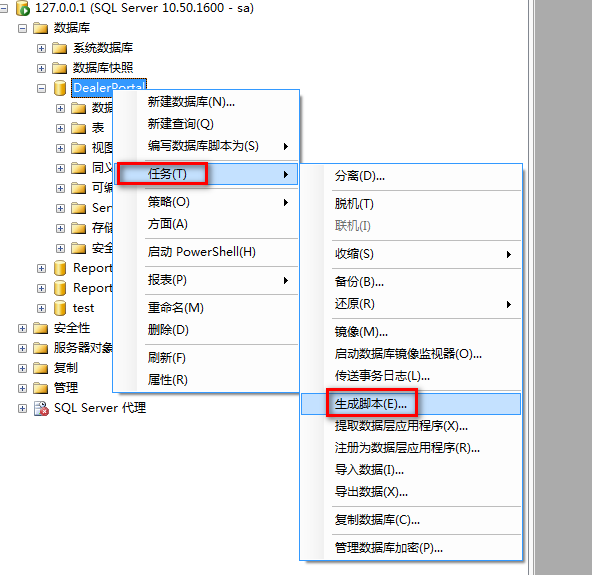 127.0.0.1 (SQL Server 10.50.1600 - sa)
数据库
系统数据库
数据库快照
DealerPortal
数据
表
视图
同义
可编
Serv
存储
安全
Report
Report
test
安全性
服务器对象
复制
管理
SQL Server 代理
新建数据库(N)...
新建查询(Q)
编写数据库脚本为(S)
任务(T)
策略(O)
方面(A)
启动 PowerShell(H)
报表(P)
重命名(M)
删除(D)
刷新(F)
属性(R)
分离(D)...
脱机(T)
联机(I)
收缩(S)
备份(B)...
还原(R)
镜像(M)...
启动数据库镜像监视器(O)...
传送事务日志(L)...
生成脚本(E)...
提取数据层应用程序(X)...
注册为数据层应用程序(R)...
导入数据(I)...
导出数据(X)...
复制数据库(C)...
管理数据库加密(P)...